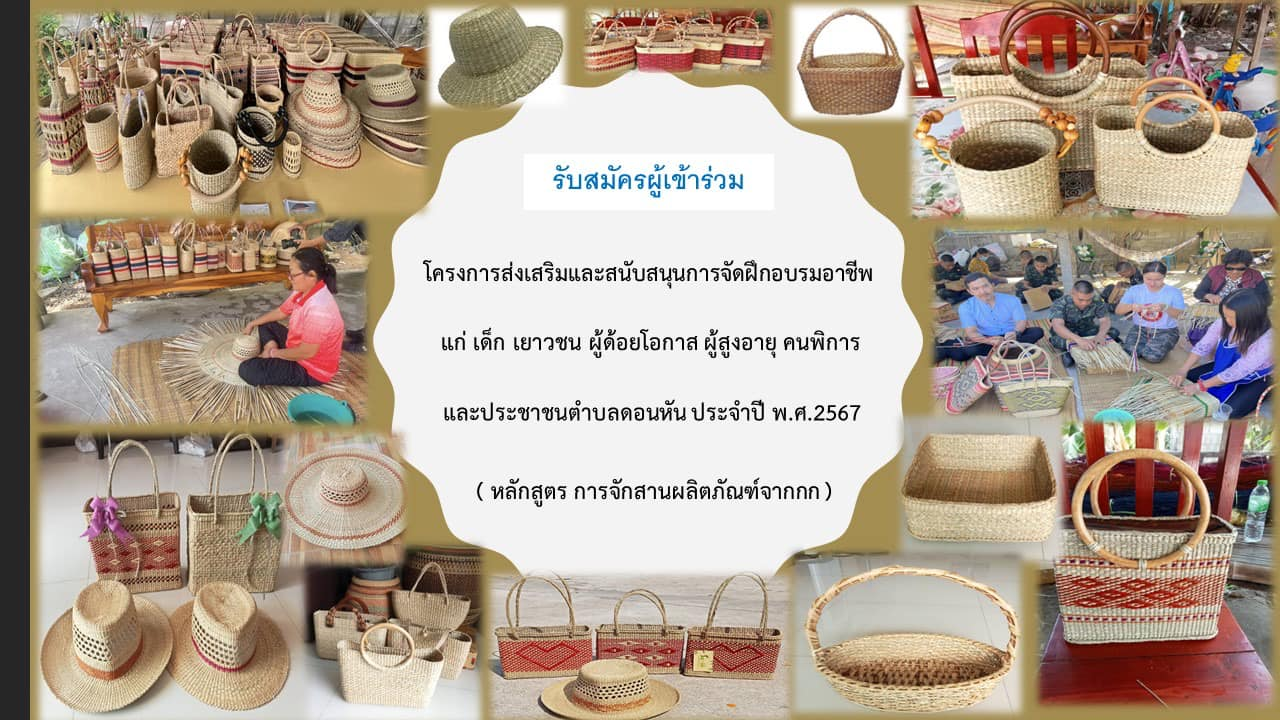 รับสมัครผู้เข้าร่วม
โครงการส่งเสริมและสนับสนุนการจัดฝึกอบรมอาชีพ
แก่ เด็ก เยาวชน ผู้ด้อยโอกาส ผู้สูงอายุ คนพิการ
และประชาชนตำบลดอนหัน ประจำปี พ.ศ.2567
( หลักสูตร การจักสานผลิตภัณฑ์จากกก )